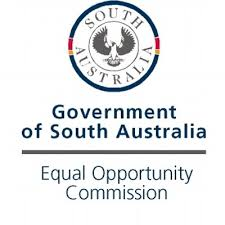 SOUTH
AUSTRALIA
Government
of South Australia
Equal Opportunity
Commission